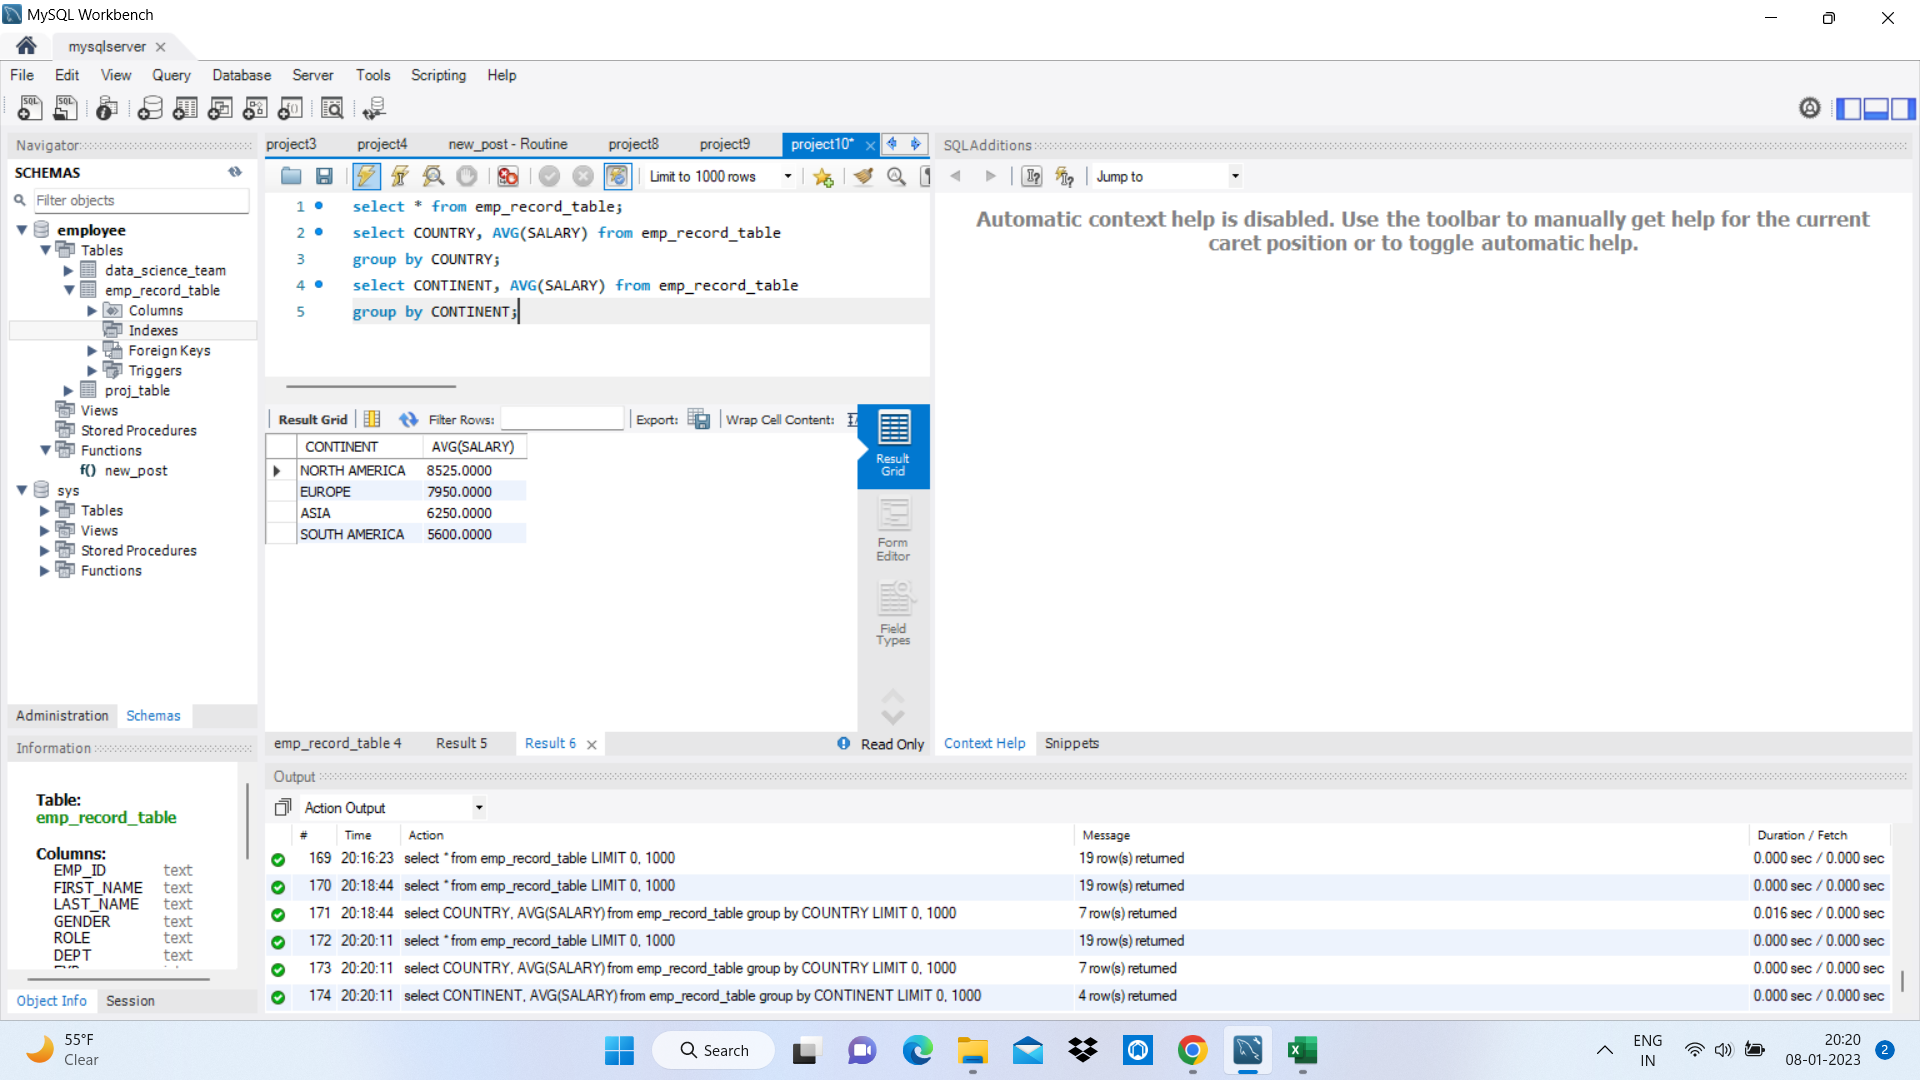 MySQL Workbench
mysqlserver
File Edit View Query Database Server Tools Scripting Help
Navigator
SCHEMAS
Filter objects
employee
Tables
data_science_team
emp_record_table
Columns
Indexes
Foreign Keys
Triggers
proj_table
Views
Stored Procedures
Functions
f() new_post
sys
Tables
Views
Stored Procedures
Functions
Administration Schemas
Information
Table:
emp_record_table
Columns:
EMP_ID text
FIRST_NAME text
LAST_NAME text
GENDER text
ROLE text
DEPT text
Object Info Session
project3 project4 new_post - Routine project8 project9 project10*
Limit to 1000 rows
1 select * from emp_record_table;
2 select COUNTRY, AVG(SALARY) from emp_record_table
3 group by COUNTRY;
4 select CONTINENT, AVG(SALARY) from emp_record_table
5 group by CONTINENT;
Result Grid Filter Rows: Export: Wrap Cell Content:
CONTINENT AVG(SALARY)
NORTH AMERICA 8525.0000
EUROPE 7950.0000
ASIA 6250.0000
SOUTH AMERICA 5600.0000
Result
Grid
Form
Editor
Field
Types
emp_record_table 4 Result 5 Result 6 Read Only
SQLAdditions
Jump to
Automatic context help is disabled. Use the toolbar to manually get help for the current
caret position or to toggle automatic help.
Context Help Snippets
Output
Action Output
# Time Action Message Duration / Fetch
169 20:16:23 select * from emp_record_table LIMIT 0, 1000 19 row(s) returned 0.000 sec / 0.000 sec
170 20:18:44 select * from emp_record_table LIMIT 0, 1000 19 row(s) returned 0.000 sec / 0.000 sec
171 20:18:44 select COUNTRY, AVG(SALARY) from emp_record_table group by COUNTRY LIMIT 0, 1000 7 row(s) returned 0.016 sec / 0.000 sec
172 20:20:11 select * from emp_record_table LIMIT 0, 1000 19 row(s) returned 0.000 sec / 0.000 sec
173 20:20:11 select COUNTRY, AVG(SALARY) from emp_record_table group by COUNTRY LIMIT 0, 1000 7 row(s) returned 0.000 sec / 0.000 sec
174 20:20:11 select CONTINENT, AVG(SALARY) from emp_record_table group by CONTINENT LIMIT 0, 1000 4 row(s) returned 0.000 sec / 0.000 sec
55°F
Clear
Search
ENG
IN
20:20
08-01-2023
2